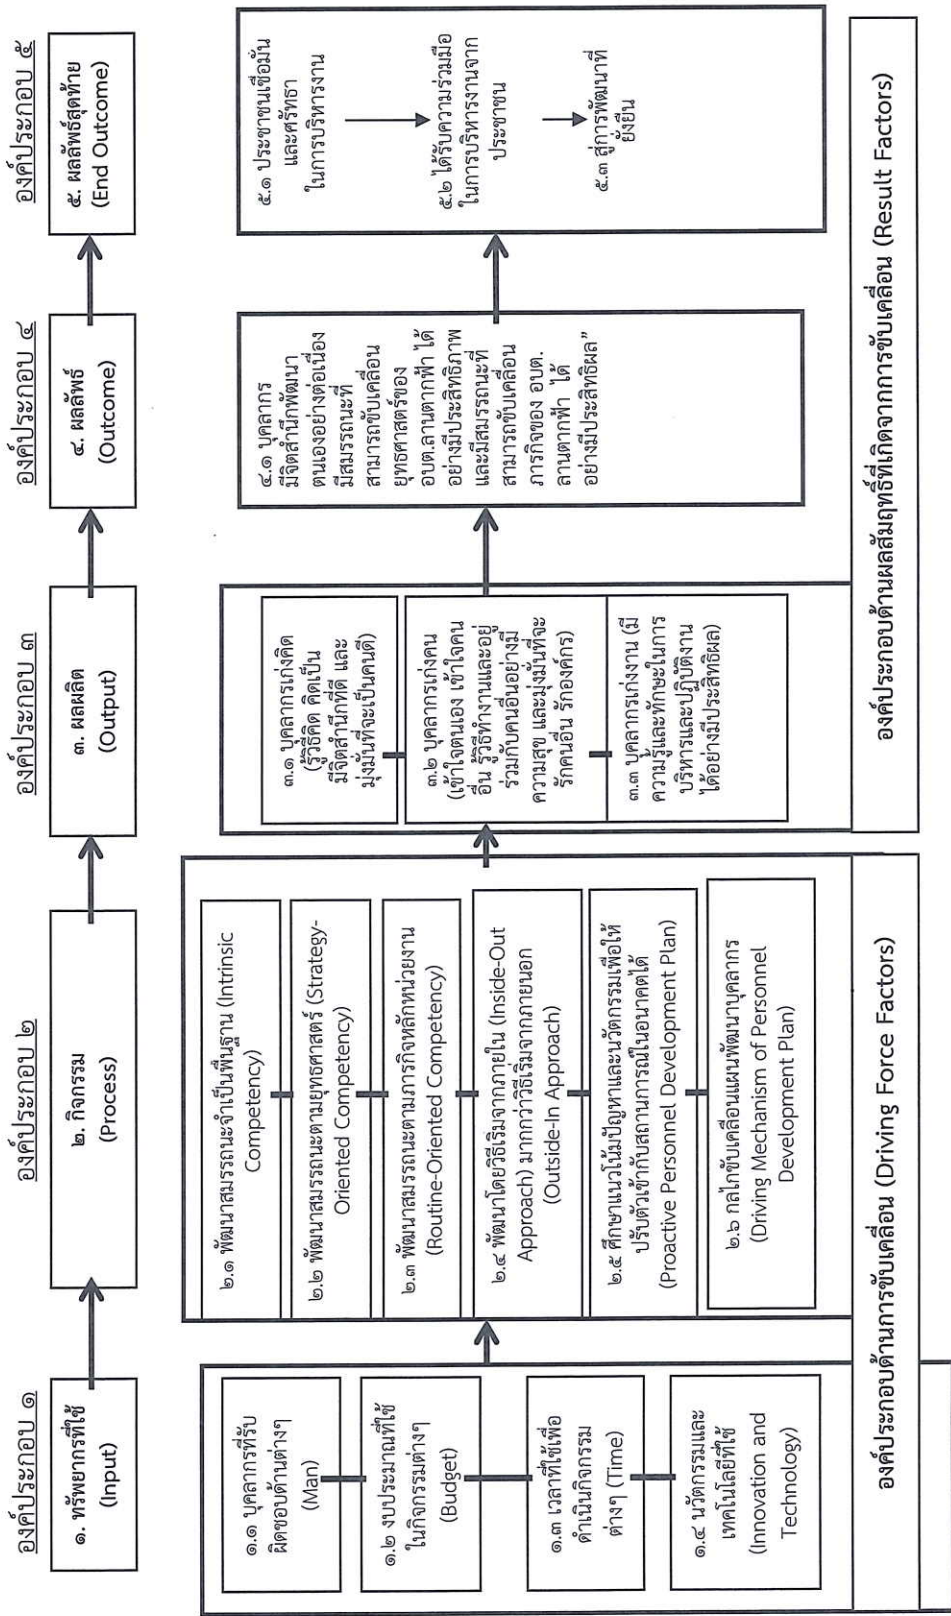 องค์ประกอบ ๑
๑. ทรัพยากรที่ใช้
(Input)
๑.๑ บุคลากรที่รับ
ผิดชอบด้านต่างๆ
(Man)
๑.๒ งบประมาณที่ใช้
ในกิจกรรมต่างๆ
(Budget)
๑.๓ เวลาที่ใช้เพื่อ
ดำเนินกิจกรรม
ต่างๆ (Time)
๑.๔ นวัตกรรมและ
เทคโนโลยีที่ใช้
(Innovation and
Technology)
องค์ประกอบ ๒
๒. กิจกรรม
(Process)
๒.๑ พัฒนาสมรรถนะจำเป็นพื้นฐาน (Intrinsic
Competency)
๒.๒ พัฒนาสมรรถนะตามยุทธศาสตร์ (Strategy-
Oriented Competency)
๒.๓ พัฒนาสมรรถนะตามภารกิจหลักหน่วยงาน
(Routine-Oriented Competency)
๒.๔ พัฒนาโดยวิธีเริ่มจากภายใน (Inside-Out
Approach) มากกว่าวิธีเริ่มจากภายนอก
(Outside-In Approach)
๒.๕ ศึกษาแนวโน้มปัญหาและนวัตกรรมเพื่อให้
ปรับตัวเข้ากับสถานการณ์ในอนาคตได้
(Proactive Personnel Development Plan)
๒.๖ กลไกขับเคลื่อนแผนพัฒนาบุคลากร
(Driving Mechanism of Personnel
Development Plan)
องค์ประกอบด้านการขับเคลื่อน (Driving Force Factors)
องค์ประกอบ ๓
๓. ผลผลิต
(Output)
๓.๑ บุคลากรเก่งคิด
(รู้วิธีคิด คิดเป็น
มีจิตสำนึกที่ดี และ
มุ่งมั่นที่จะเป็นคนดี)
๓.๒ บุคลากรเก่งคน
(เข้าใจตนเอง เข้าใจคน
อื่น รู้วิธีทำงานและอยู่
ร่วมกับคนอื่นอย่างมี
ความสุข และมุ่งมั่นที่จะ
รักคนอื่น รักองค์กร)
๓.๓ บุคลากรเก่งงาน (มี
ความรู้และทักษะในการ
บริหารและปฏิบัติงาน
ได้อย่างมีประสิทธิผล)
องค์ประกอบ ๔
๔. ผลลัพธ์
(Outcome)
๔.๑ บุคลากร
มีจิตสำนึกพัฒนา
ตนเองอย่างต่อเนื่อง
มีสมรรถนะที่
สามารถขับเคลื่อน
ยุทธศาสตร์ของ
อบต.ลานตากฟ้า ได้
อย่างมีประสิทธิภาพ
และมีสมรรถนะที่
สามารถขับเคลื่อน
ภารกิจของ อบต.
ลานตากฟ้า ได้
อย่างมีประสิทธิผล”
องค์ประกอบ ๕
๕. ผลลัพธ์สุดท้าย
(End Outcome)
๕.๑ ประชาชนเชื่อมั่น
และศรัทธา
ในการบริหารงาน
๕.๒ ได้รับความร่วมมือ
ในการบริหารงานจาก
ประชาชน
๕.๓ สู่การพัฒนาที่
ยั่งยืน
องค์ประกอบด้านผลสัมฤทธิ์ที่เกิดจากการขับเคลื่อน (Result Factors)